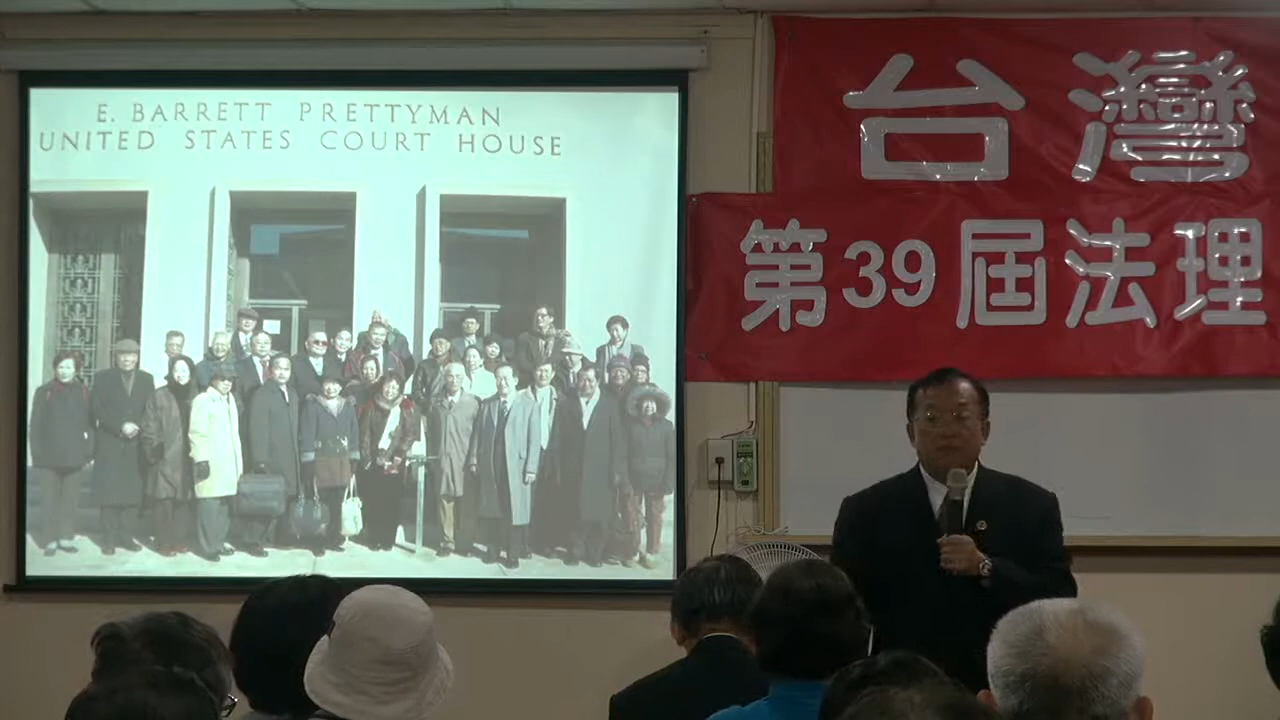 E. BARRETT PRETTYMAN
UNITED STATES COURT HOUSE
台灣
第39屆法理